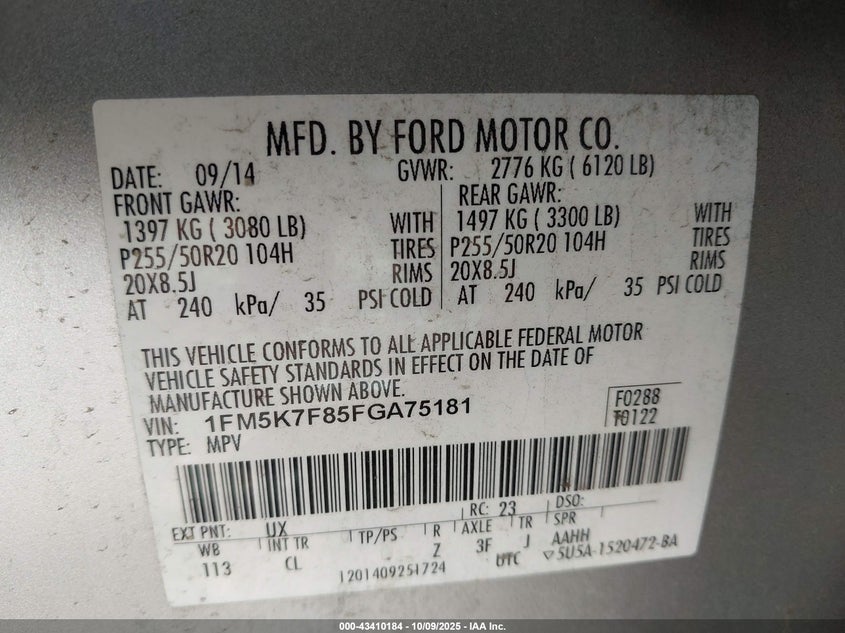 MFD. BY FORD MOTOR CO.
DATE: 09/14 GVWR: 2776 KG ( 6120 LB)
FRONT GAWR: REAR GAWR:
1397 KG ( 3080 LB) WITH 1497 KG ( 3300 LB) WITH
P255/50R20 104H TIRES P255/50R20 104H TIRES
20X8.5J RIMS 20X8.5J RIMS
AT 240 kPa/ 35 PSI COLD AT 240 kPa/ 35 PSI COLD
THIS VEHICLE CONFORMS TO ALL APPLICABLE FEDERAL MOTOR
VEHICLE SAFETY STANDARDS IN EFFECT ON THE DATE OF
MANUFACTURE SHOWN ABOVE.
VIN: 1FM5K7F85FGA75181 F0288
TYPE: MPV T0122
EXT PNT: UX RC: 23 DSO:
WB INT TR TP/PS R AXLE TR SPR
113 CL Z 3F J AAHH
1201409251724 UTC 5U5A-1520472-BA
000-43410184 - 10/09/2025 - IAA Inc.